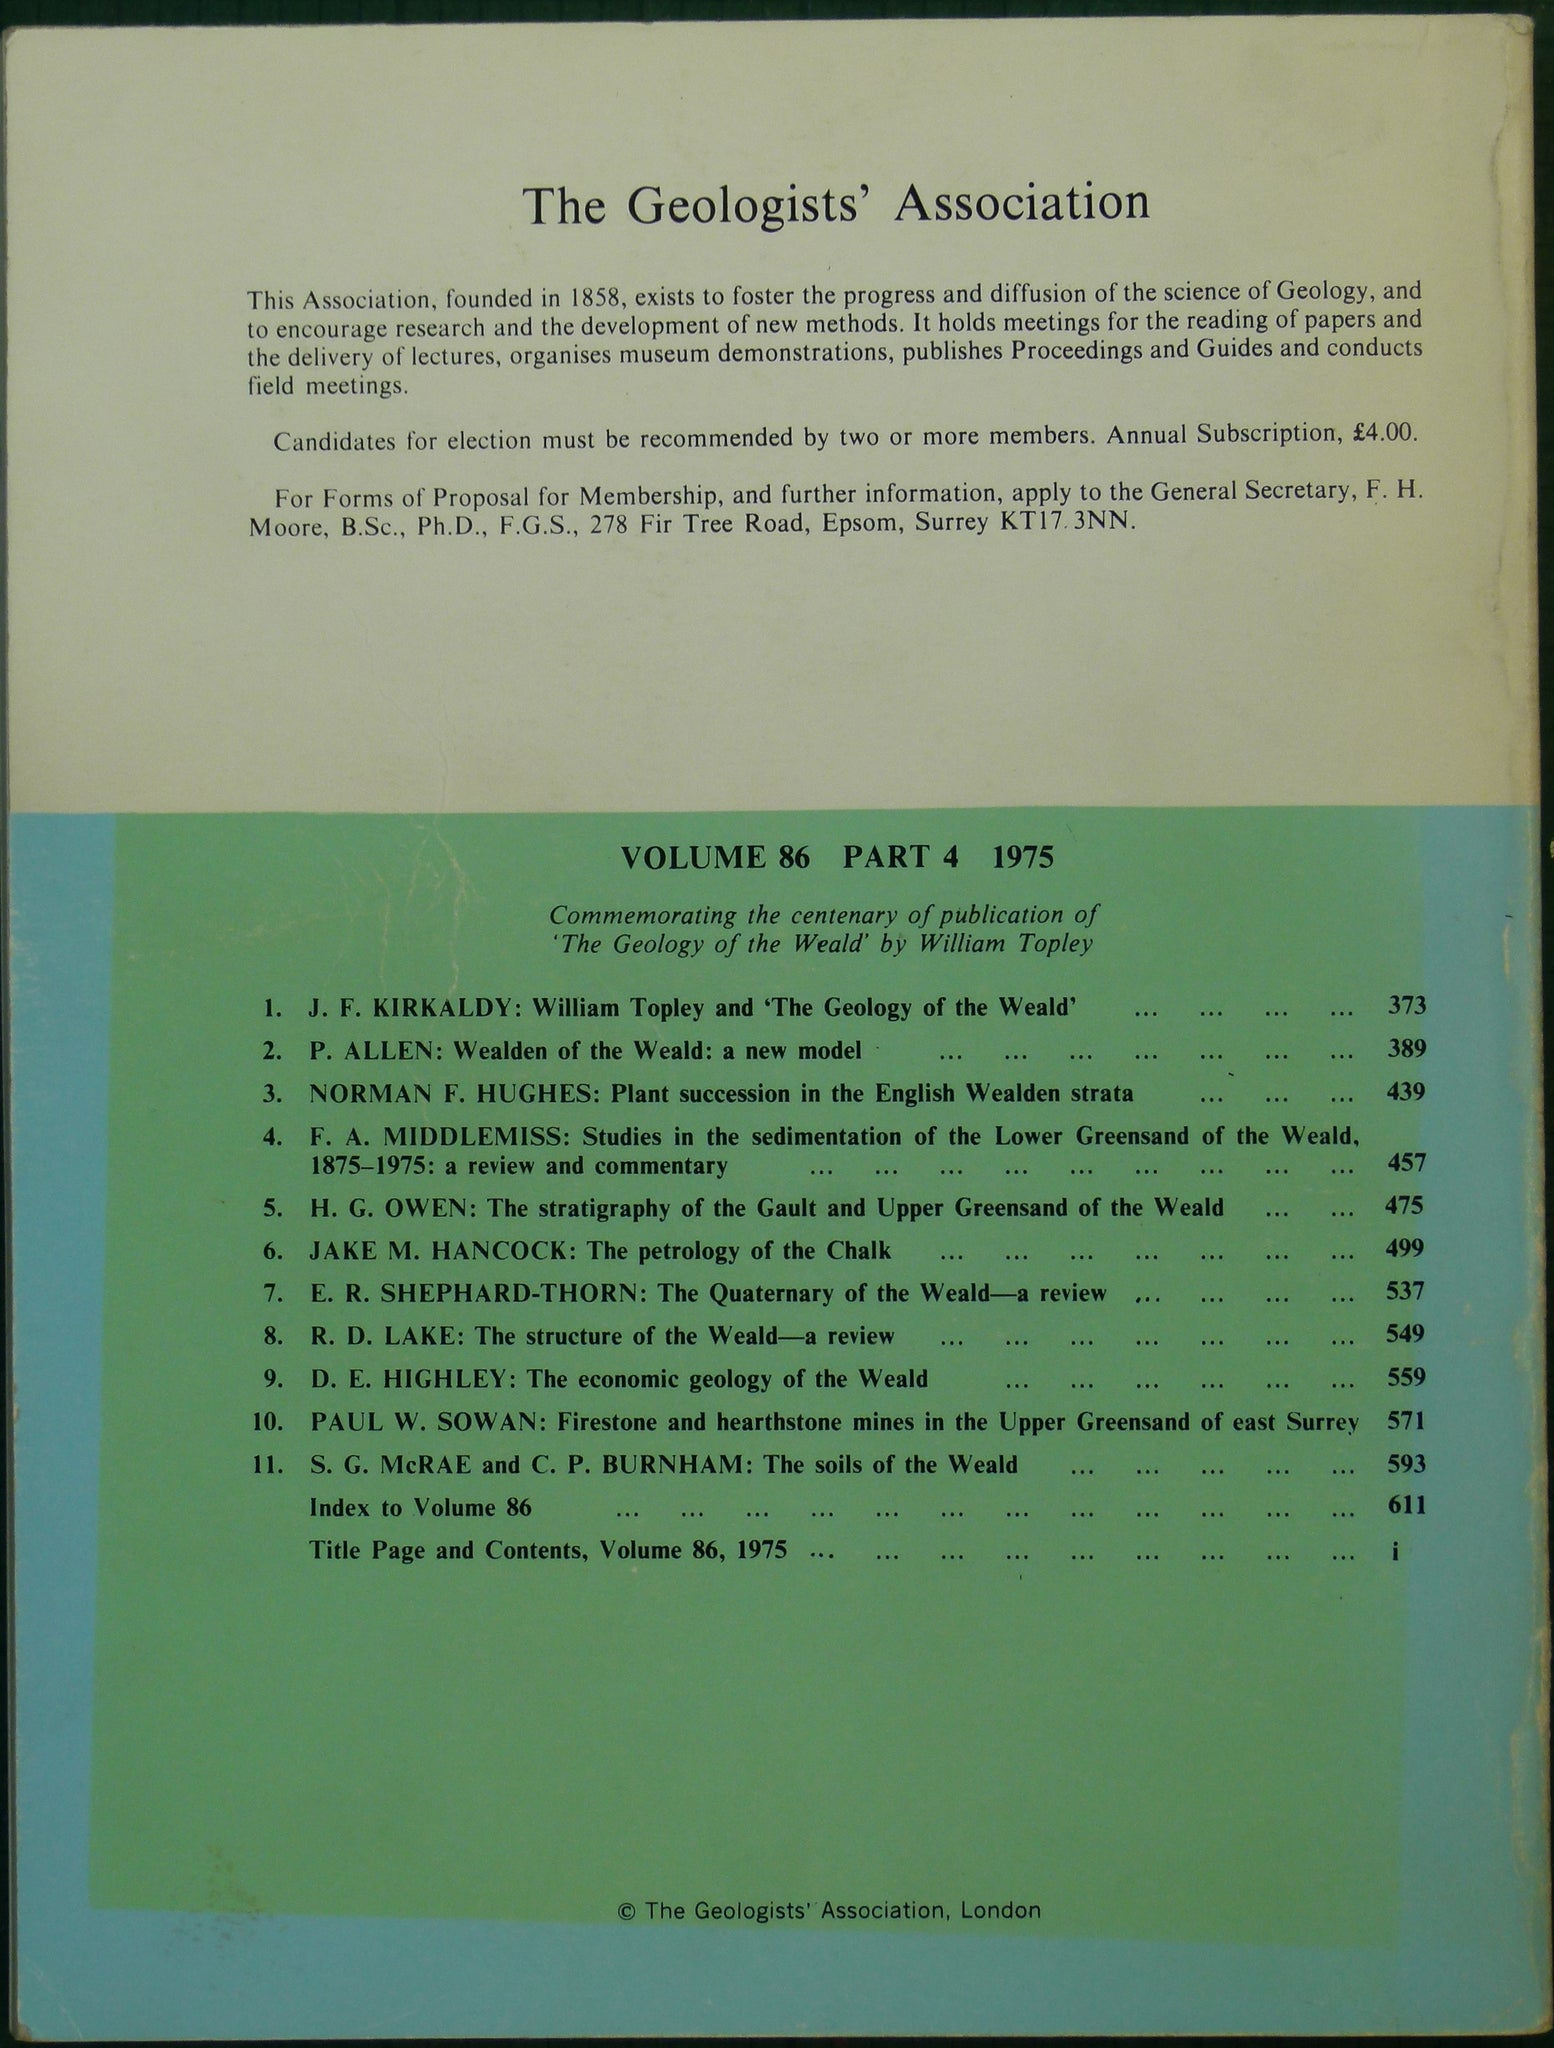 The Geologists' Association
This Association, founded in 1858, exists to foster the progress and diffusion of the science of Geology, and
to encourage research and the development of new methods. It holds meetings for the reading of papers and
the delivery of lectures, organises museum demonstrations, publishes Proceedings and Guides and conducts
field meetings.
Candidates for election must be recommended by two or more members. Annual Subscription, £4.00.
For Forms of Proposal for Membership, and further information, apply to the General Secretary, F. H.
Moore, B.Sc., Ph.D., F.G.S., 278 Fir Tree Road, Epsom, Surrey KT17 3NN.
VOLUME 86 PART 4 1975
Commemorating the centenary of publication of
'The Geology of the Weald' by William Topley
1. J. F. KIRKALDY: William Topley and 'The Geology of the Weald' ... ... ... ... 373
2. P. ALLEN: Wealden of the Weald: a new model ... ... ... ... ... ... ... 389
3. NORMAN F. HUGHES: Plant succession in the English Wealden strata ... ... ... 439
4. F. A. MIDDLEMISS: Studies in the sedimentation of the Lower Greensand of the Weald,
1875–1975: a review and commentary ... ... ... ... ... ... ... ... ... 457
5. H. G. OWEN: The stratigraphy of the Gault and Upper Greensand of the Weald ... ... 475
6. JAKE M. HANCOCK: The petrology of the Chalk ... ... ... ... ... ... ... 499
7. E. R. SHEPHARD-THORN: The Quaternary of the Weald—a review ... ... ... ... 537
8. R. D. LAKE: The structure of the Weald—a review ... ... ... ... ... ... ... 549
9. D. E. HIGHLEY: The economic geology of the Weald ... ... ... ... ... ... 559
10. PAUL W. SOWAN: Firestone and hearthstone mines in the Upper Greensand of east Surrey 571
11. S. G. McRAE and C. P. BURNHAM: The soils of the Weald ... ... ... ... ... 593
Index to Volume 86 ... ... ... ... ... ... ... ... ... ... ... ... 611
Title Page and Contents, Volume 86, 1975 ... ... ... ... ... ... ... ... ... i
© The Geologists' Association, London